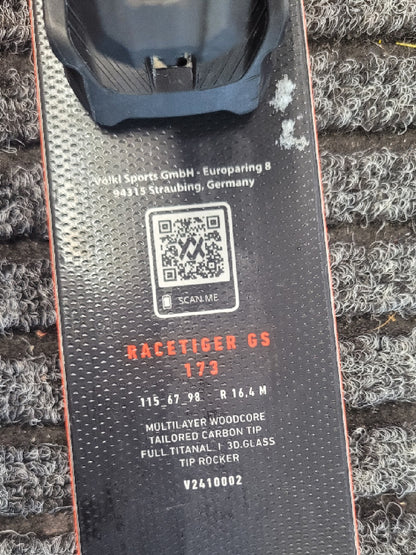 Völkl Sports GmbH - Europaring 8
94315 Straubing, Germany
SCAN ME
RACETIGER GS
173
115_67_98 R 16,4 M
MULTILAYER WOODCORE
TAILORED CARBON TIP
FULL TITANAL I 3D.GLASS
TIP ROCKER
V2410002